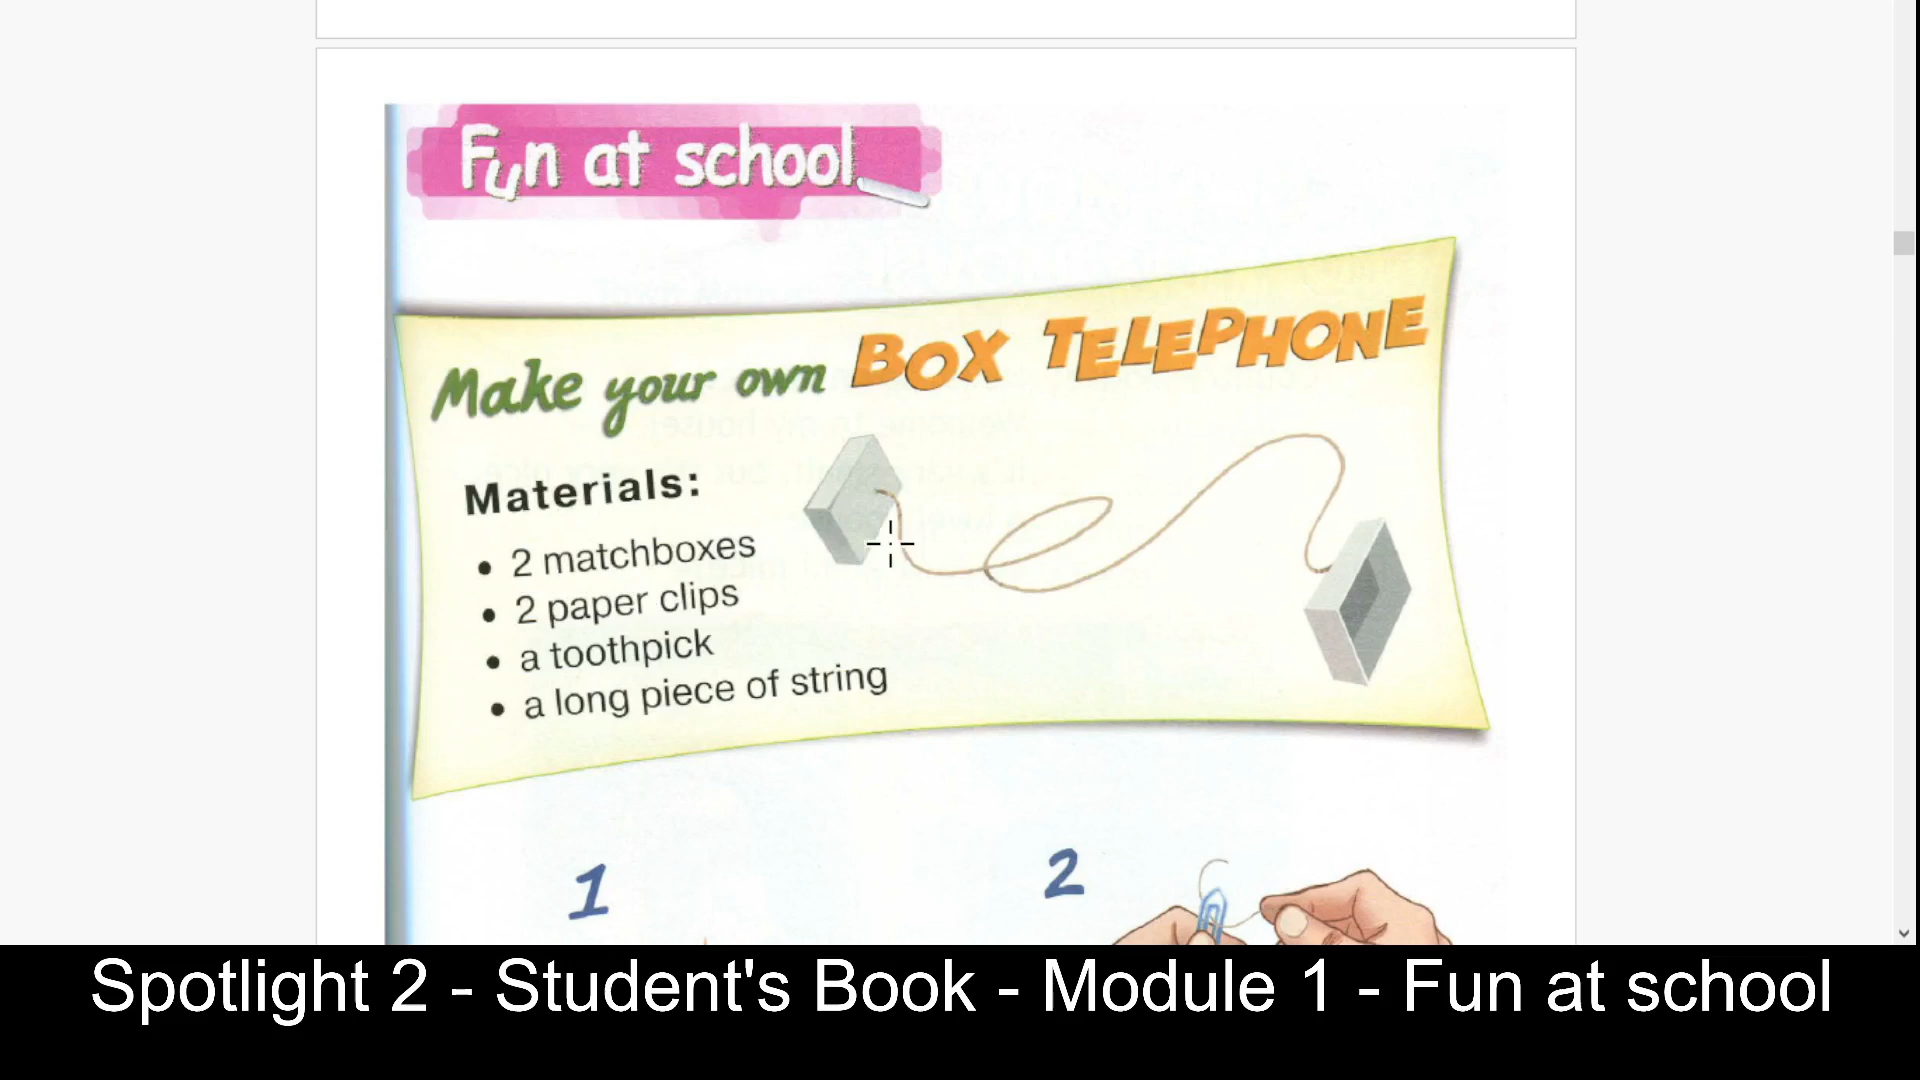 Fun at school
Make your own BOX TELEPHONE
Materials:
• 2 matchboxes
• 2 paper clips
• a toothpick
• a long piece of string
1
2
Spotlight 2 - Student's Book - Module 1 - Fun at school